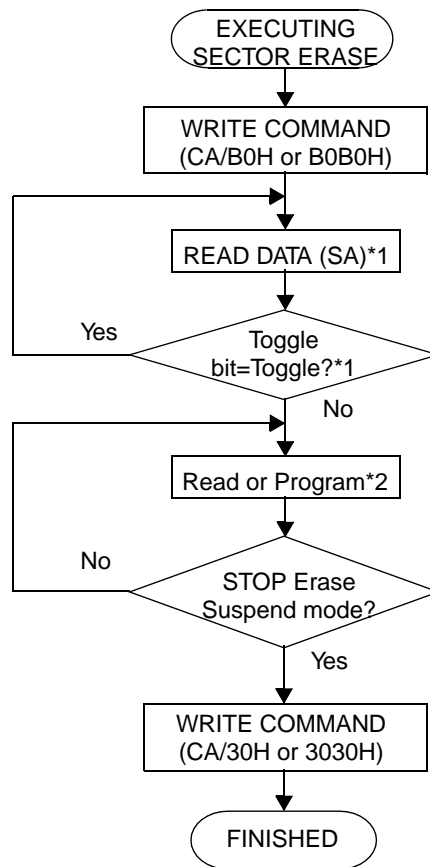 EXECUTING
SECTOR ERASE
WRITE COMMAND
(CA/B0H or B0B0H)
READ DATA (SA)*1
Yes
Toggle
bit=Toggle?*1
No
Read or Program*2
No
STOP Erase
Suspend mode?
Yes
WRITE COMMAND
(CA/30H or 3030H)
FINISHED